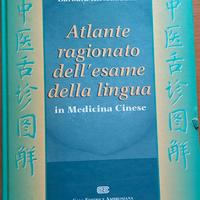 Atlante
ragionato
dell'esame
della lingua
in Medicina Cinese
CASA EDITRICE AMBROSIANA
中医舌诊图解
中医舌诊图解